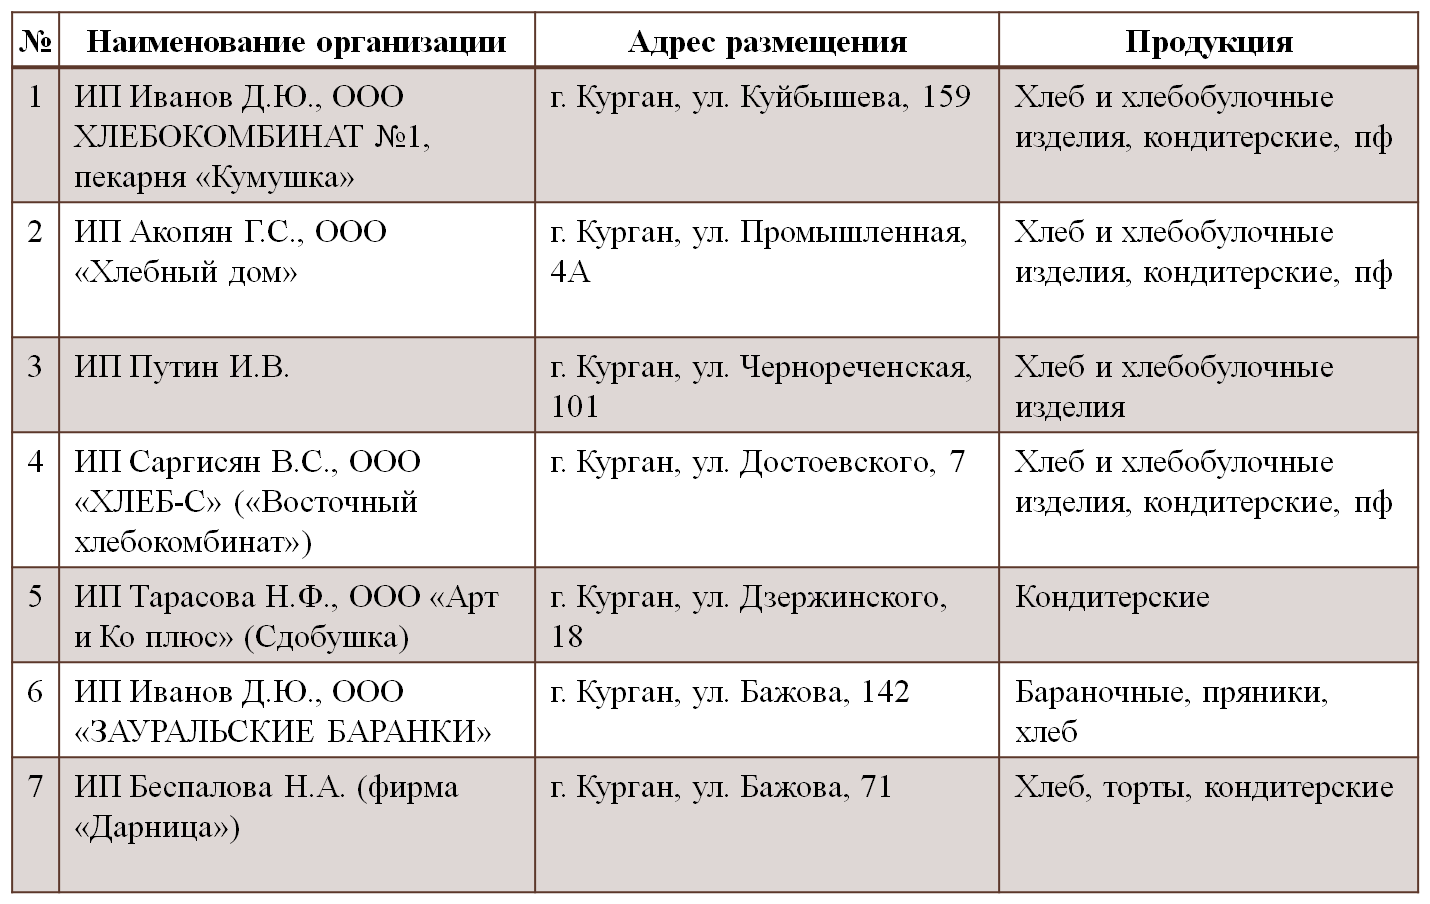 № Наименование организации Адрес размещения Продукция
1 ИП Иванов Д.Ю., ООО г. Курган, ул. Куйбышева, 159 Хлеб и хлебобулочные
ХЛЕБОКОМБИНАТ №1, изделия, кондитерские, пф
пекарня «Кумушка»
2 ИП Акопян Г.С., ООО г. Курган, ул. Промышленная, Хлеб и хлебобулочные
«Хлебный дом» 4А изделия, кондитерские, пф
3 ИП Путин И.В. г. Курган, ул. Чернореченская, Хлеб и хлебобулочные
101 изделия
4 ИП Саргисян В.С., ООО г. Курган, ул. Достоевского, 7 Хлеб и хлебобулочные
«ХЛЕБ-С» («Восточный изделия, кондитерские, пф
хлебокомбинат»)
5 ИП Тарасова Н.Ф., ООО «Арт г. Курган, ул. Дзержинского, Кондитерские
и Ко плюс» (Сдобушка) 18
6 ИП Иванов Д.Ю., ООО г. Курган, ул. Бажова, 142 Бараночные, пряники,
«ЗАУРАЛЬСКИЕ БАРАНКИ» хлеб
7 ИП Беспалова Н.А. (фирма г. Курган, ул. Бажова, 71 Хлеб, торты, кондитерские
«Дарница»)